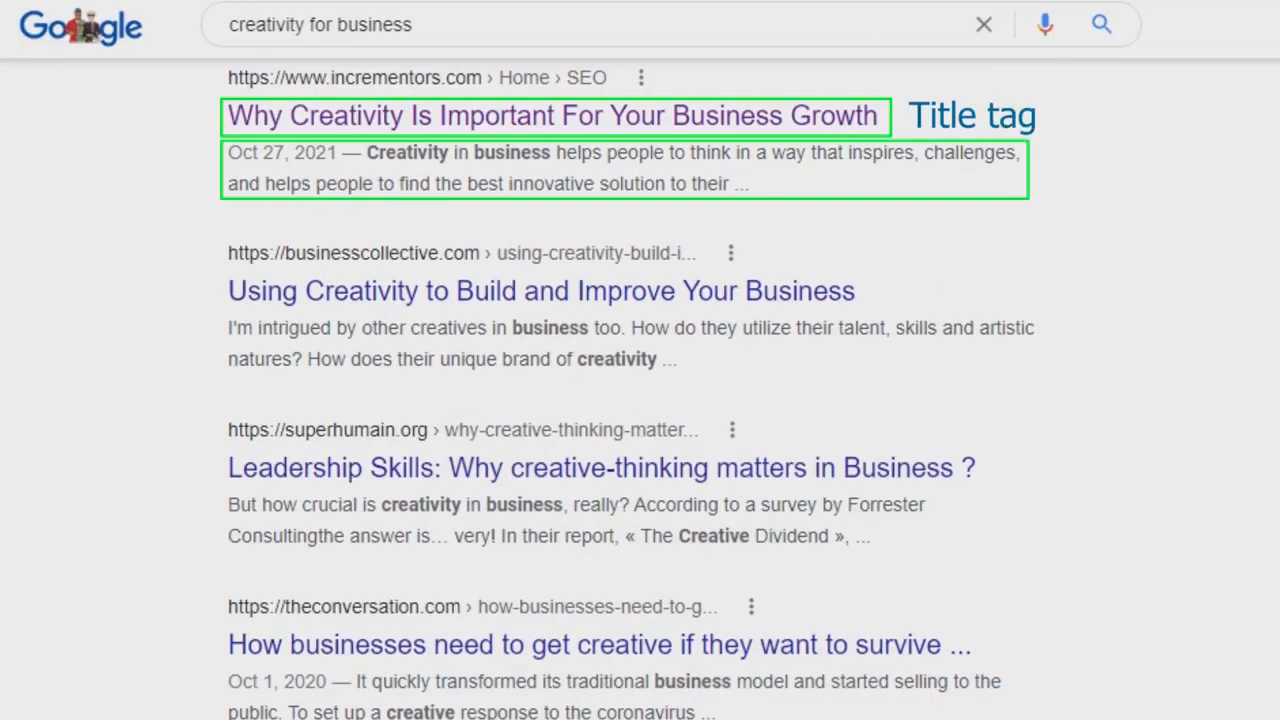 Google
creativity for business
https://www.incrementors.com › Home › SEO
Why Creativity Is Important For Your Business Growth Title tag
Oct 27, 2021 — Creativity in business helps people to think in a way that inspires, challenges,
and helps people to find the best innovative solution to their ...
https://businesscollective.com › using-creativity-build-i...
Using Creativity to Build and Improve Your Business
I'm intrigued by other creatives in business too. How do they utilize their talent, skills and artistic
natures? How does their unique brand of creativity ...
https://superhumain.org › why-creative-thinking-matter...
Leadership Skills: Why creative-thinking matters in Business ?
But how crucial is creativity in business, really? According to a survey by Forrester
Consultingthe answer is… very! In their report, « The Creative Dividend », ...
https://theconversation.com › how-businesses-need-to-g...
How businesses need to get creative if they want to survive ...
Oct 1, 2020 — It quickly transformed its traditional business model and started selling to the
public. To set up a creative response to the coronavirus ...